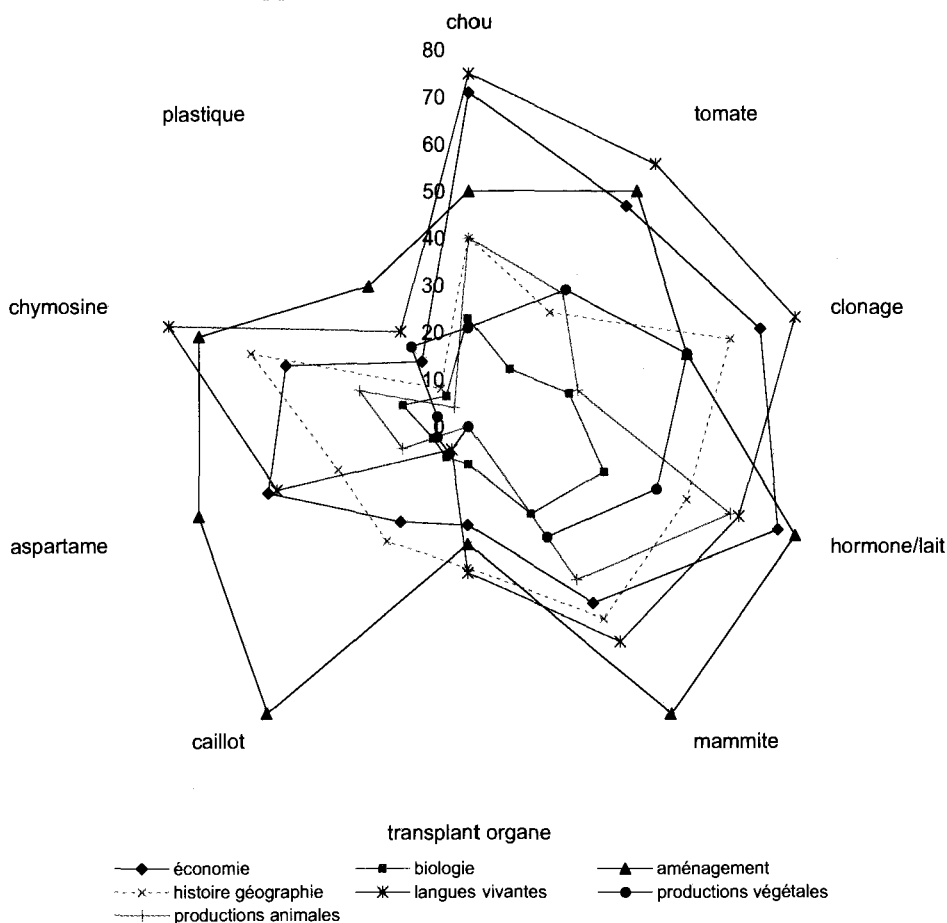 chou
80
plastique
70
tomate
60
50
40
30
chymosine
20
clonage
10
0
aspartame
hormone/lait
caillot
mammite
transplant organe
économie
biologie
aménagement
histoire géographie
langues vivantes
productions végétales
productions animales